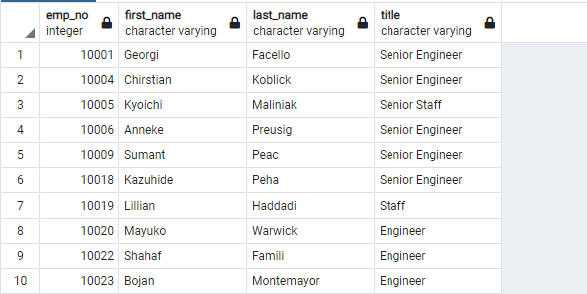 emp_no first_name last_name title
integer character varying character varying character varying
1 10001 Georgi Facello Senior Engineer
2 10004 Chirstian Koblick Senior Engineer
3 10005 Kyoichi Maliniak Senior Staff
4 10006 Anneke Preusig Senior Engineer
5 10009 Sumant Peac Senior Engineer
6 10018 Kazuhide Peha Senior Engineer
7 10019 Lillian Haddadi Staff
8 10020 Mayuko Warwick Engineer
9 10022 Shahaf Famili Engineer
10 10023 Bojan Montemayor Engineer